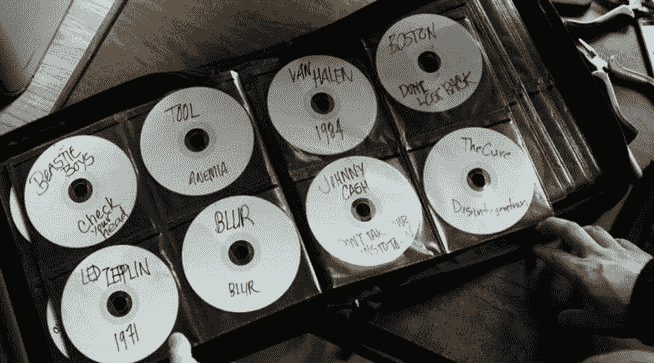 BEASTIE
BOYS
Check
Your
Head
TOOL
ANEMIA
VAN HALEN
1984
BOSTON
DON'T
LOOK BACK
LED ZEPPLIN
1971
BLUR
BLUR
JOHNNY
CASH
The Cure
Disintegration